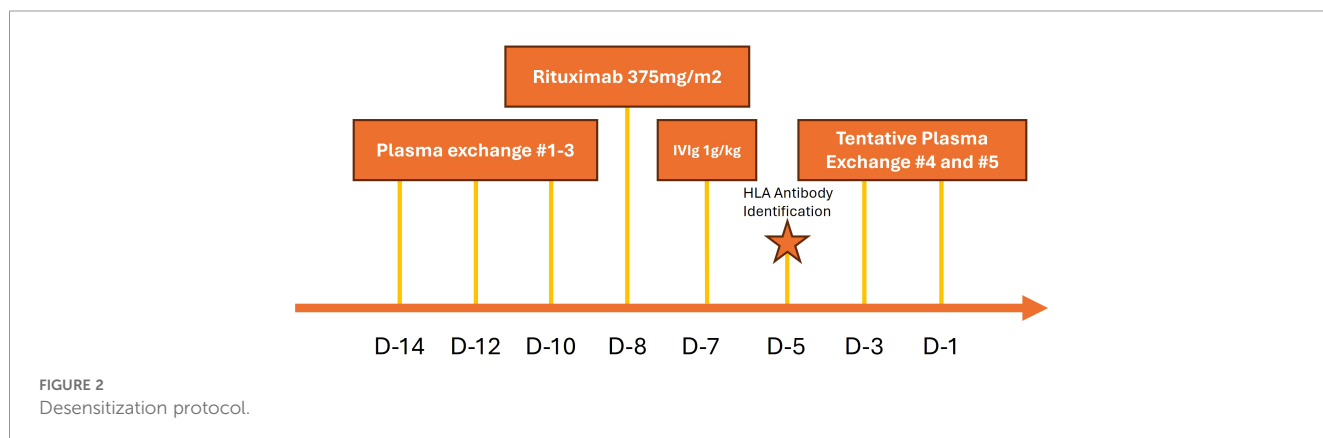 Rituximab 375mg/m2
Plasma exchange #1-3
IVIg 1g/kg
Tentative Plasma
Exchange #4 and #5
HLA Antibody
Identification
D-14 D-12 D-10 D-8 D-7 D-5 D-3 D-1
FIGURE 2
Desensitization protocol.